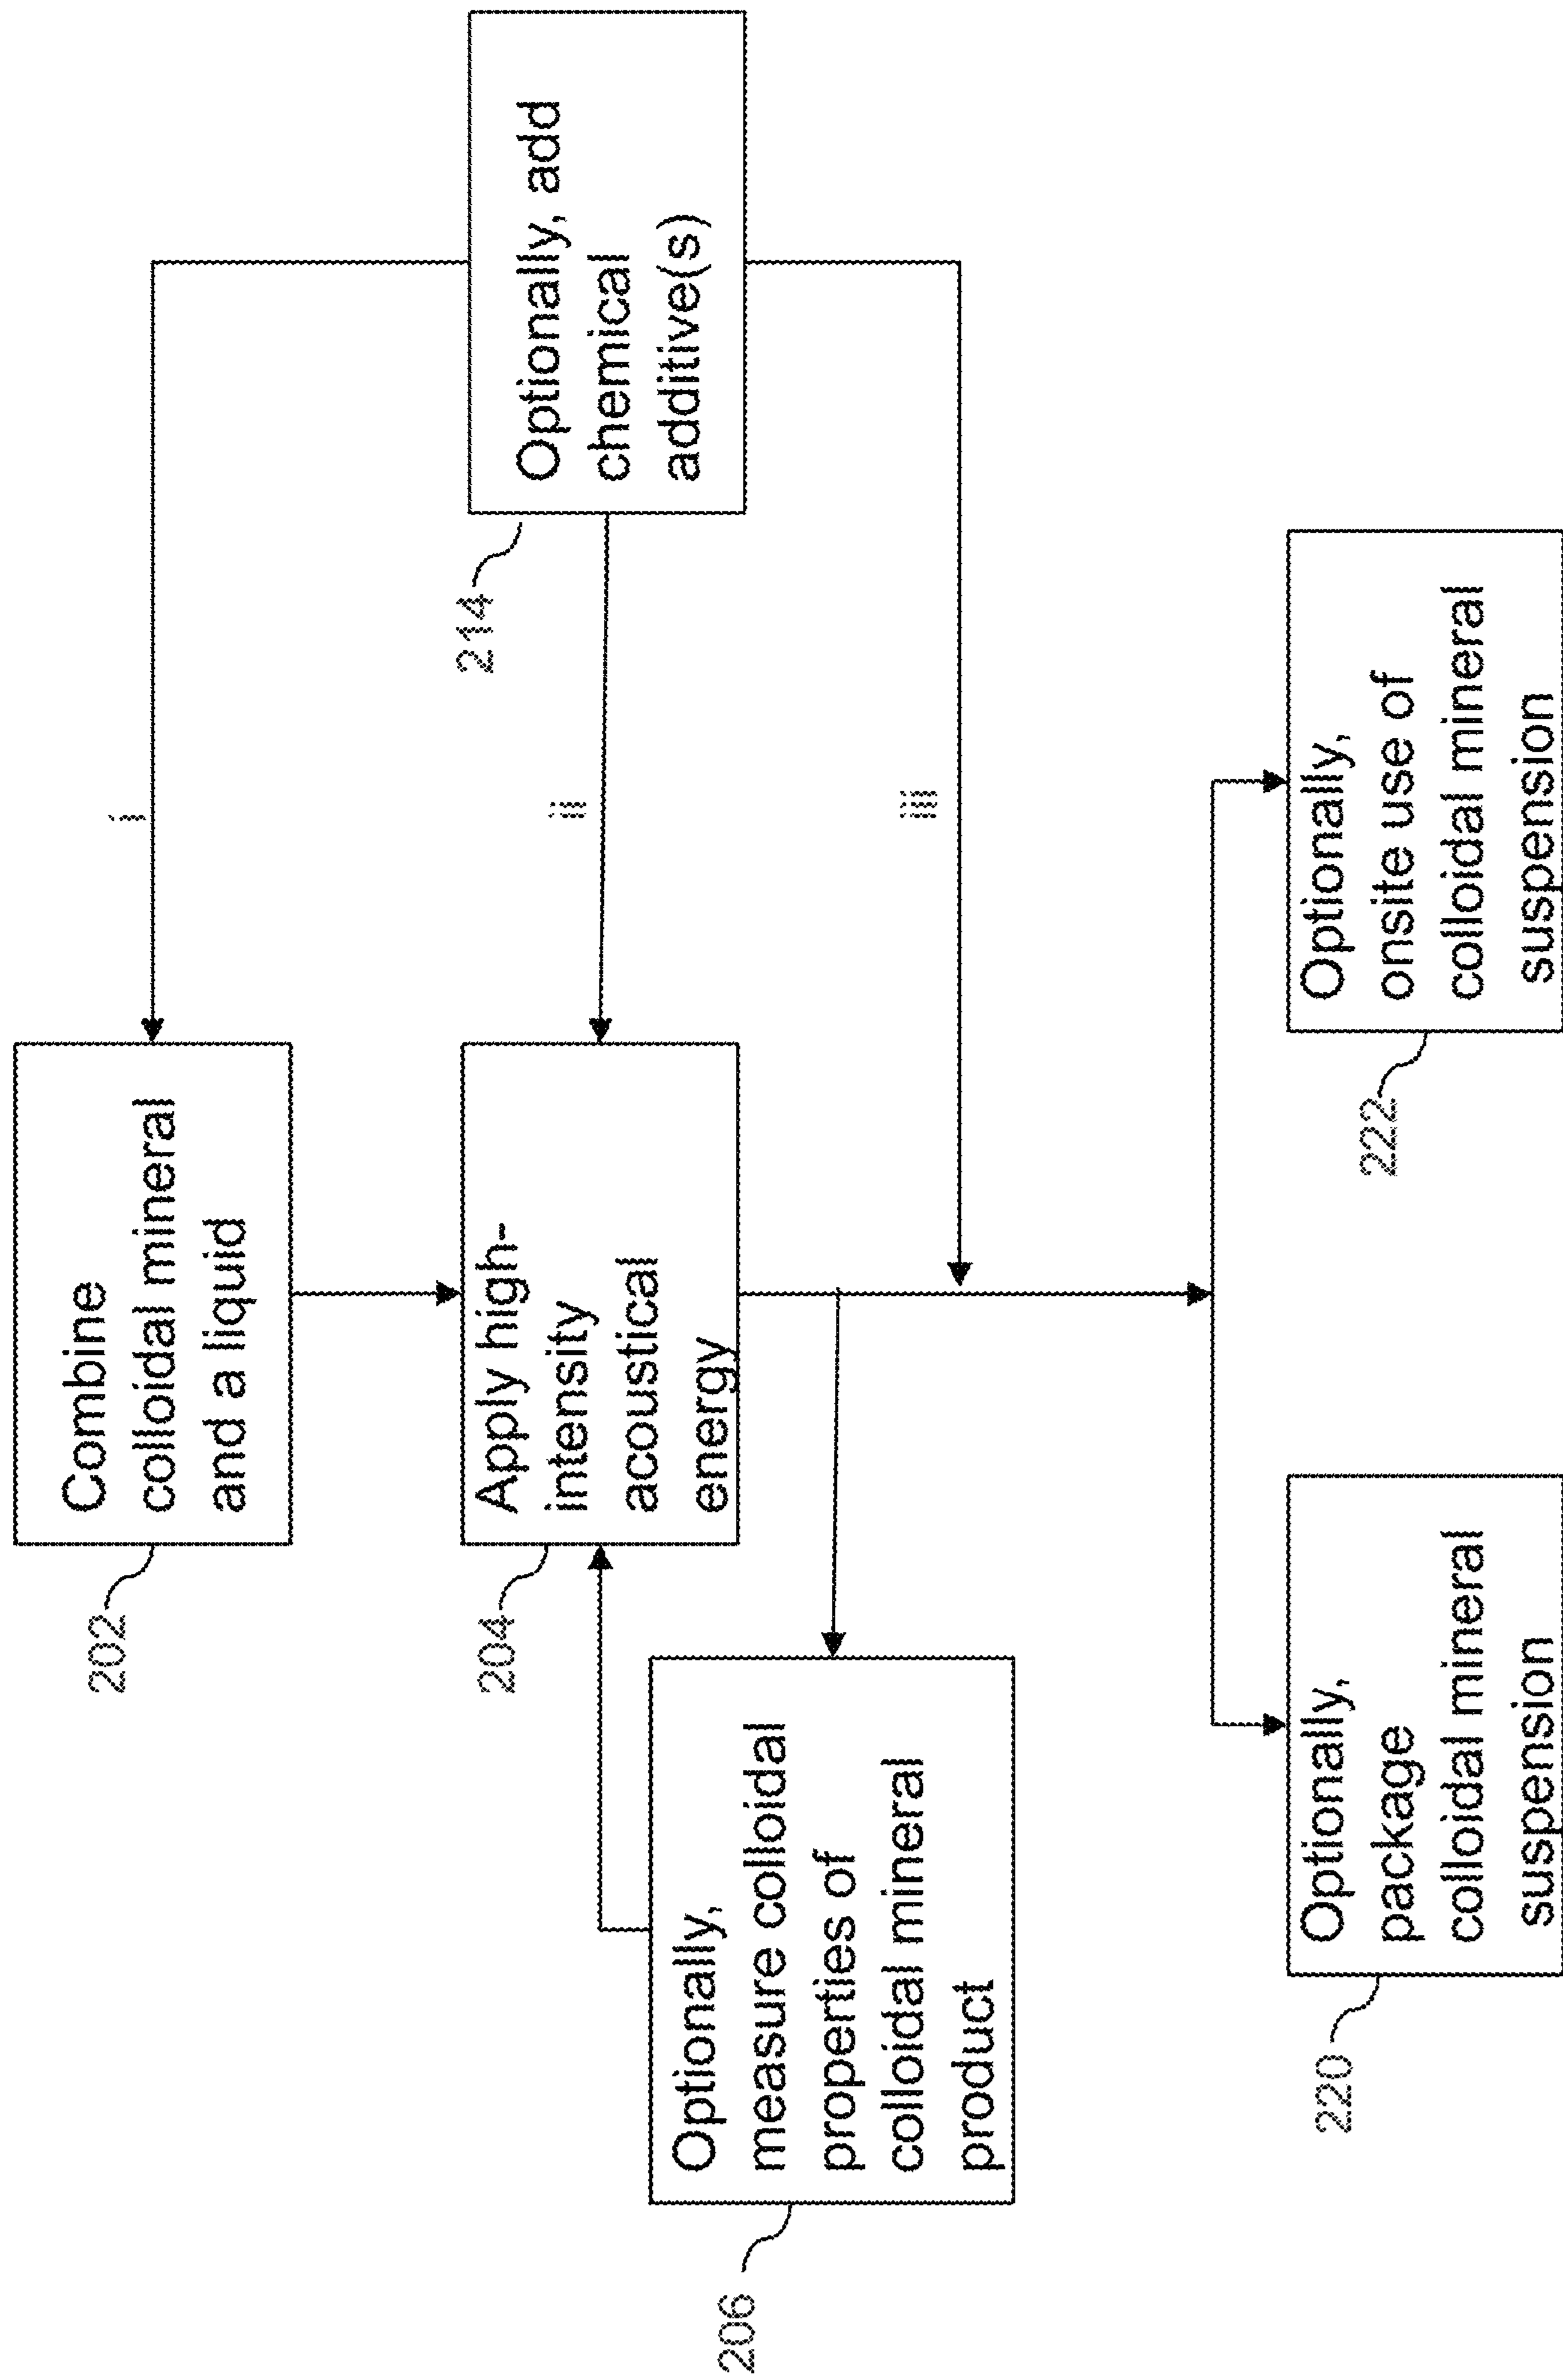 202
Combine
colloidal mineral
and a liquid
i
204
Apply high-
intensity
acoustical
energy
ii
214
Optionally, add
chemical
additive(s)
iii
206
Optionally,
measure colloidal
properties of
colloidal mineral
product
220
Optionally,
package
colloidal mineral
suspension
222
Optionally,
onsite use of
colloidal mineral
suspension